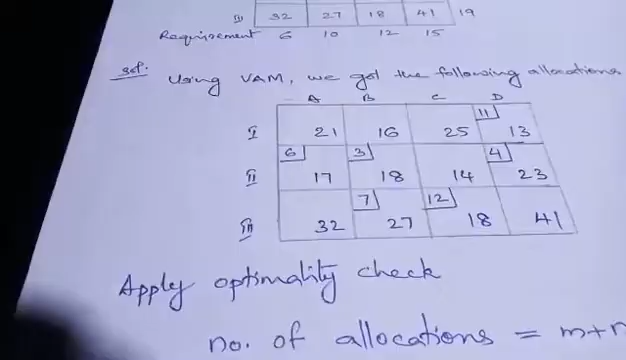 III 32 27 18 41 19
Requirement 6 10 12 15
Sol. Using VAM, we got the following allocations
A B C D
I 21 16 25 11 13
II 6 17 3 18 14 4 23
III 32 7 27 12 18 41
Apply optimality check
no. of allocations = m+n